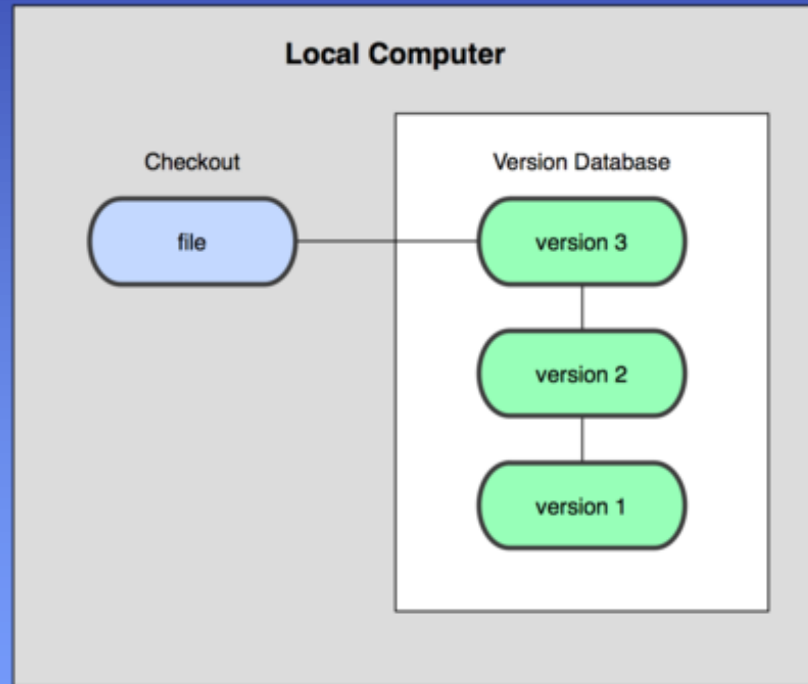 Local Computer
Checkout
Version Database
file
version 3
version 2
version 1